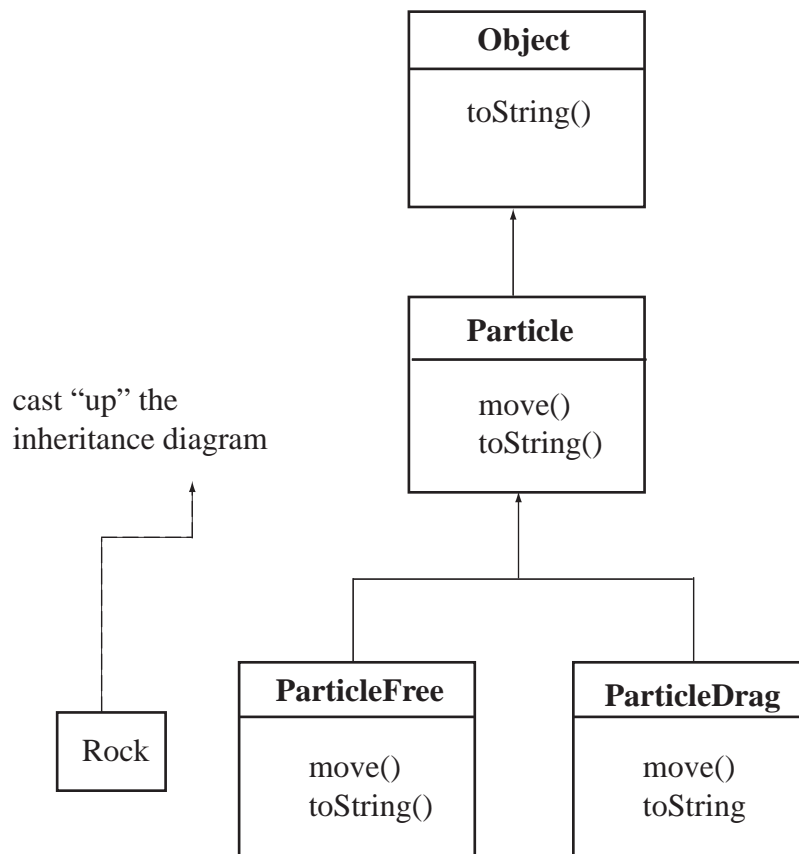 Object
toString()
Particle
move()
toString()
cast “up” the
inheritance diagram
Rock
ParticleFree
move()
toString()
ParticleDrag
move()
toString